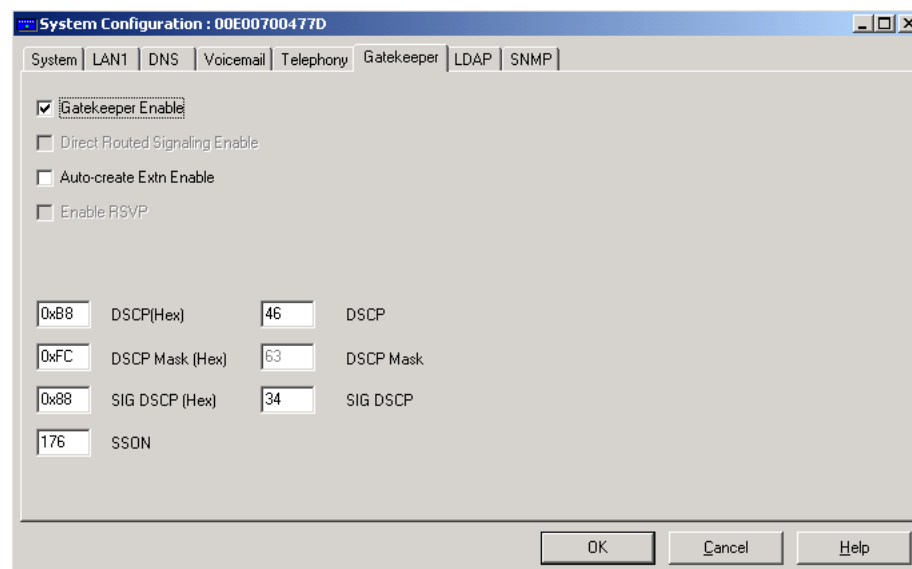 System Configuration : 00E00700477D
System LAN1 DNS Voicemail Telephony Gatekeeper LDAP SNMP
Gatekeeper Enable
Direct Routed Signaling Enable
Auto-create Extn Enable
Enable RSVP
0xB8 DSCP(Hex) 46 DSCP
0xFC DSCP Mask (Hex) 63 DSCP Mask
0x88 SIG DSCP (Hex) 34 SIG DSCP
176 SSON
OK Cancel Help